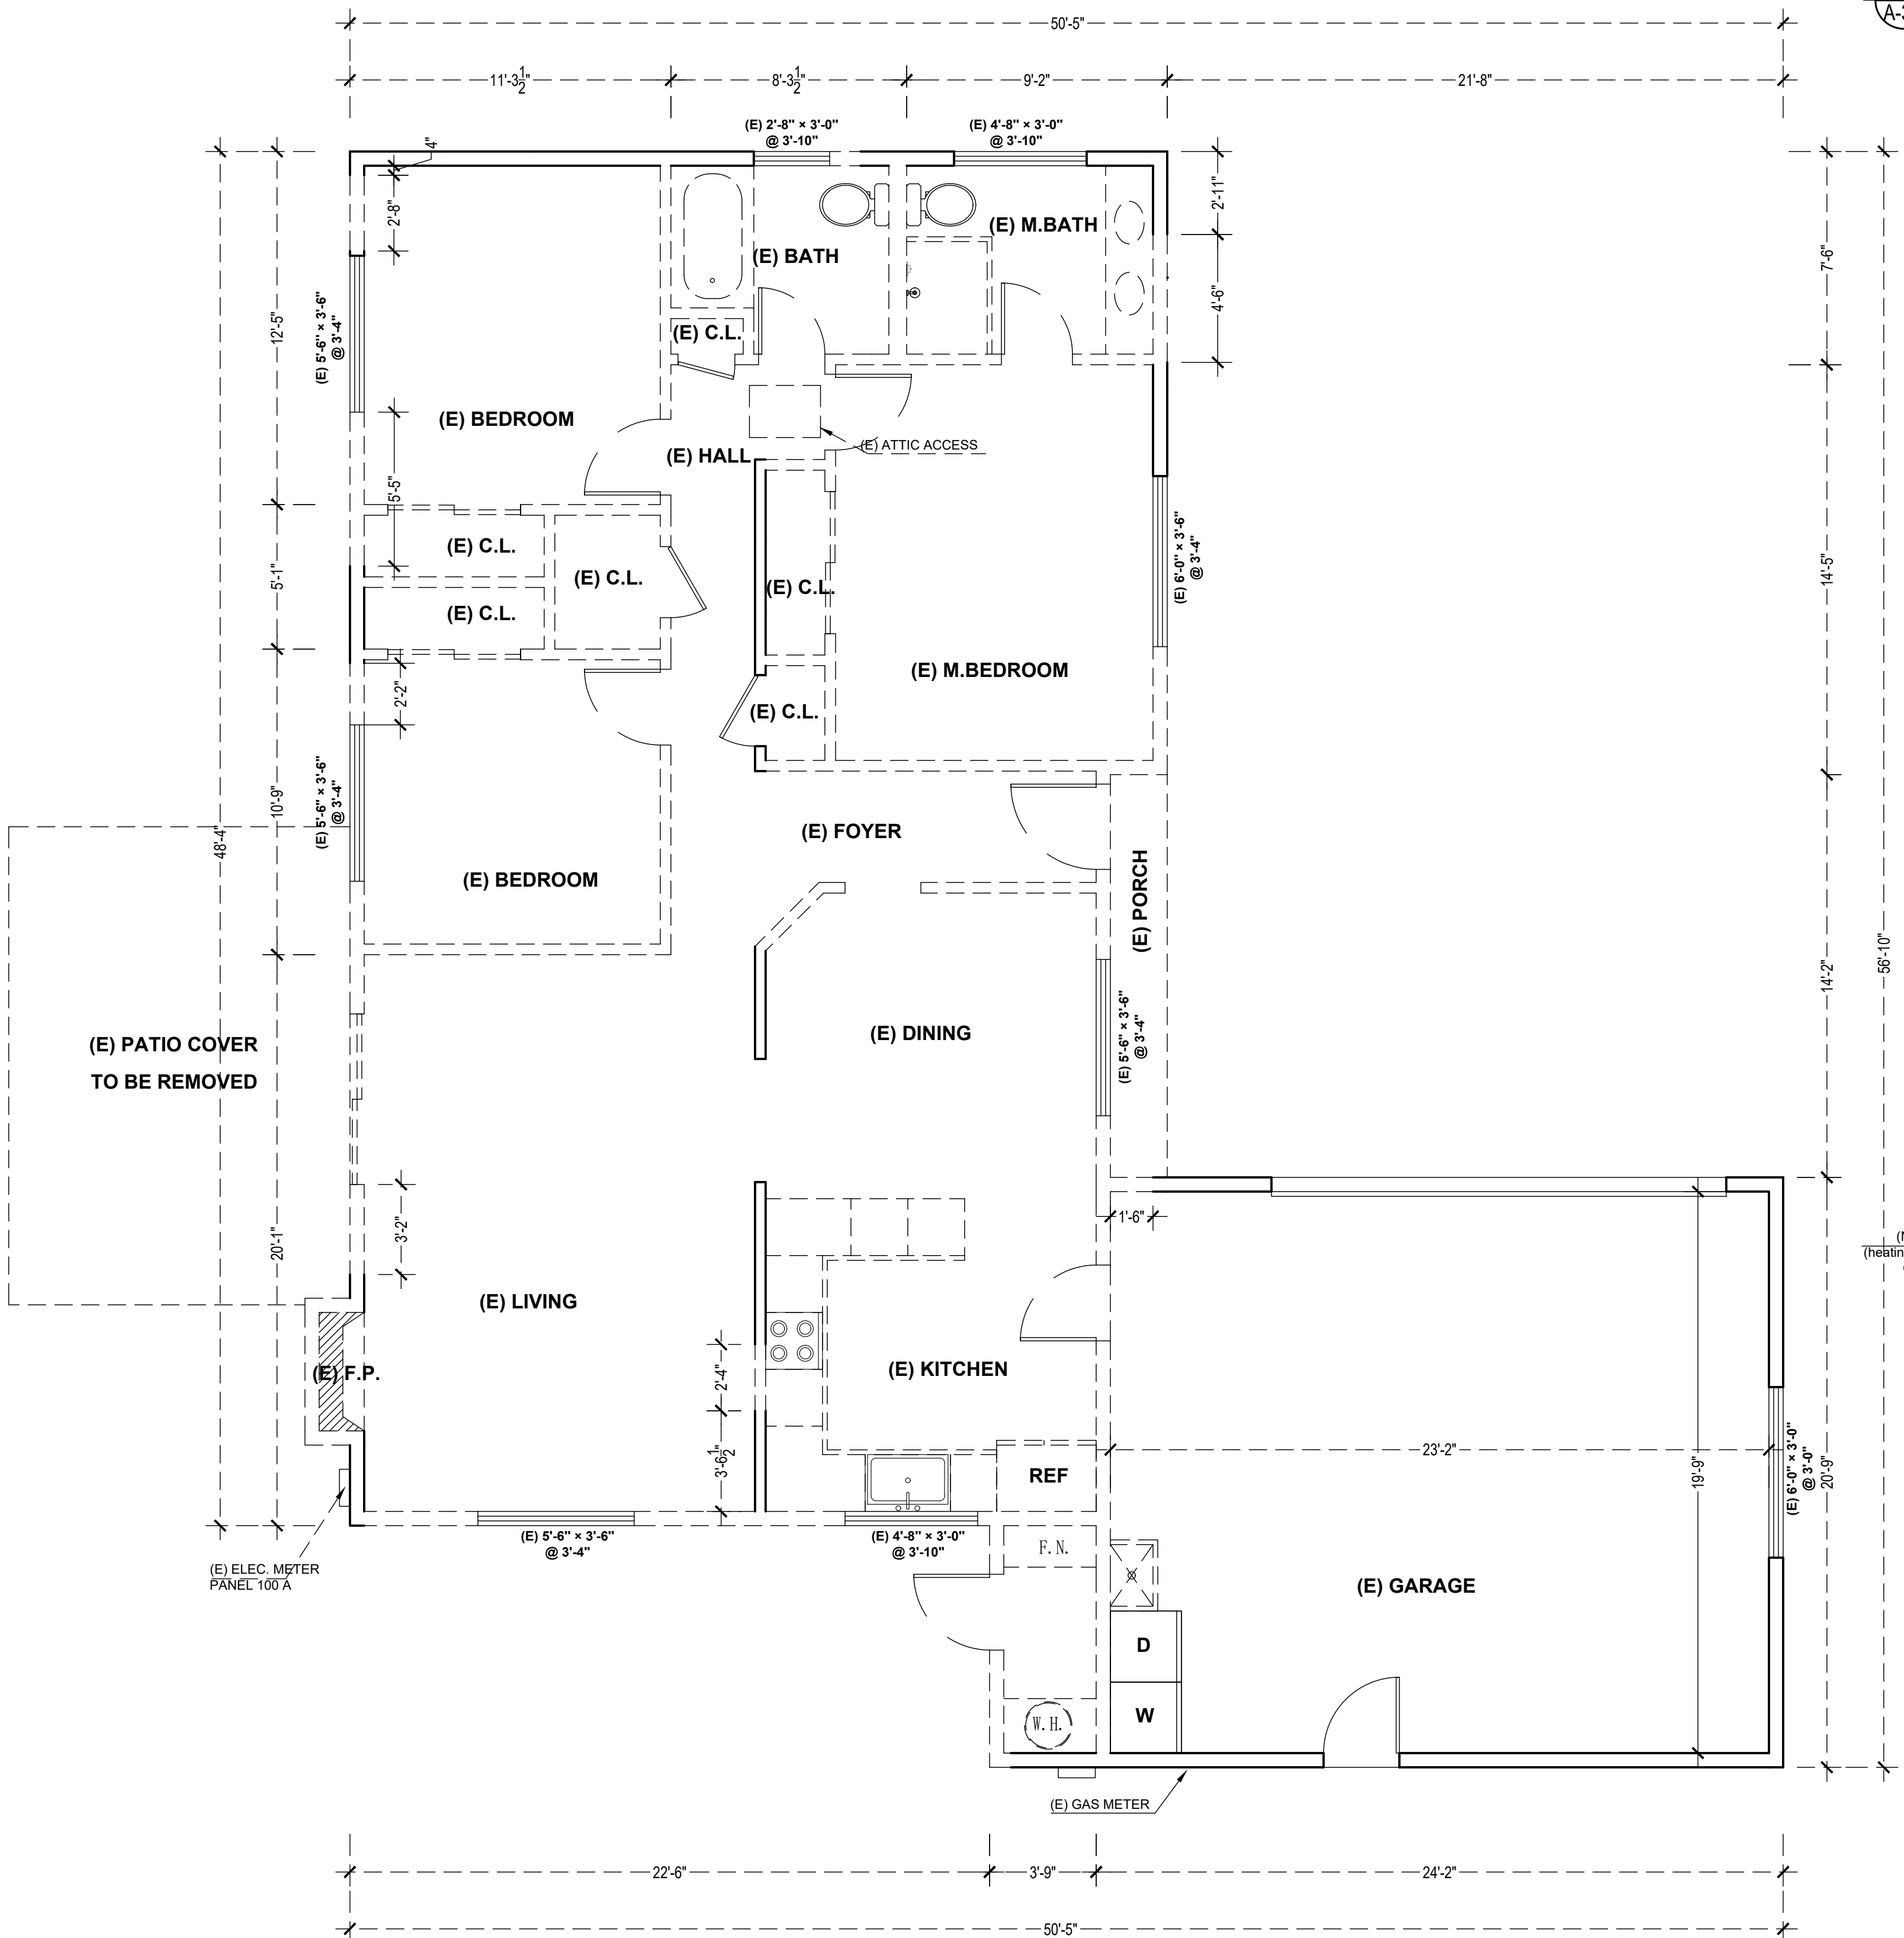 A-3
50'-5"
11'-3 1/2"
8'-3 1/2"
9'-2"
21'-8"
(E) 2'-8" × 3'-0"
@ 3'-10"
(E) 4'-8" × 3'-0"
@ 3'-10"
4"
2'-8"
2'-11"
(E) M.BATH
(E) BATH
7'-6"
4'-6"
12'-5"
(E) 5'-6" × 3'-6"
@ 3'-4"
(E) C.L.
(E) BEDROOM
(E) HALL
(E) ATTIC ACCESS
5'-5"
(E) C.L.
(E) C.L.
(E) C.L.
(E) C.L.
5'-1"
(E) 6'-0" × 3'-6"
@ 3'-4"
14'-5"
(E) M.BEDROOM
2'-2"
(E) C.L.
(E) 5'-6" × 3'-6"
@ 3'-4"
10'-9"
48'-4"
(E) FOYER
(E) BEDROOM
(E) PORCH
56'-10"
14'-2"
(E) PATIO COVER
TO BE REMOVED
(E) DINING
(E) 5'-6" × 3'-6"
@ 3'-4"
3'-2"
20'-1"
1'-6"
(heatin
(E) LIVING
(E) F.P.
2'-4"
(E) KITCHEN
3'-6 1/2"
REF
23'-2"
19'-9"
(E) 6'-0" × 3'-0"
@ 3'-0"
20'-9"
(E) 5'-6" × 3'-6"
@ 3'-4"
(E) 4'-8" × 3'-0"
@ 3'-10"
F.N.
(E) ELEC. METER
PANEL 100 A
(E) GARAGE
D
W
W.H.
(E) GAS METER
22'-6"
3'-9"
24'-2"
50'-5"